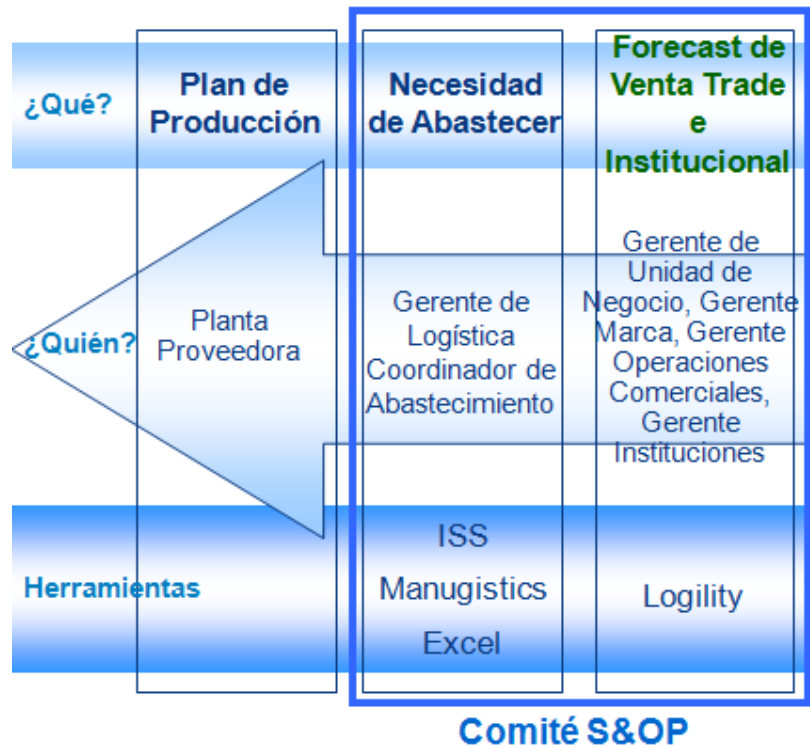 ¿Qué?
Plan de
Producción
Necesidad
de Abastecer
Forecast de
Venta Trade
e
Institucional
¿Quién?
Planta
Proveedora
Gerente de
Logística
Coordinador de
Abastecimiento
Gerente de
Unidad de
Negocio, Gerente
Marca, Gerente
Operaciones
Comerciales,
Gerente
Instituciones
Herramientas
ISS
Manugistics
Excel
Logility
Comité S&OP